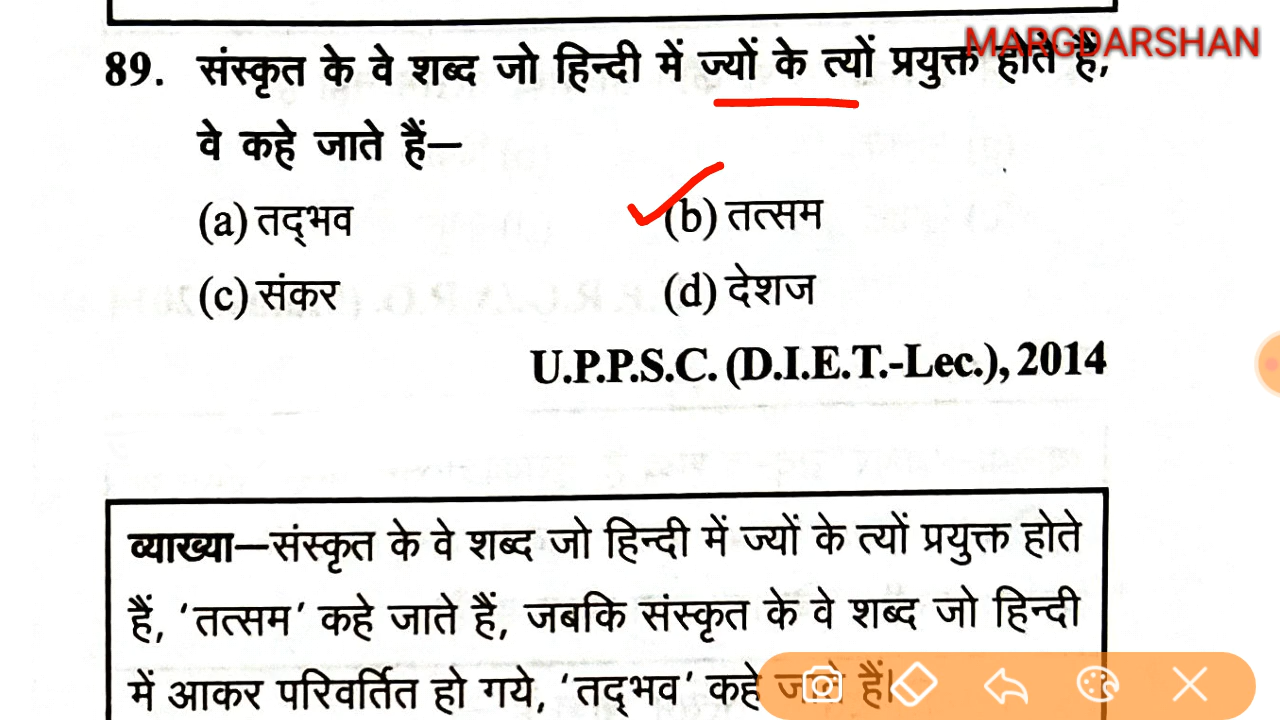 MARGDARSHAN
89. संस्कृत के वे शब्द जो हिन्दी में ज्यों के त्यों प्रयुक्त होते हैं,
वे कहे जाते हैं—
(a) तद्भव (b) तत्सम
(c) संकर (d) देशज
U.P.P.S.C. (D.I.E.T.-Lec.), 2014
व्याख्या—संस्कृत के वे शब्द जो हिन्दी में ज्यों के त्यों प्रयुक्त होते
हैं, 'तत्सम' कहे जाते हैं, जबकि संस्कृत के वे शब्द जो हिन्दी
में आकर परिवर्तित हो गये, 'तद्भव' कहे जाते हैं।